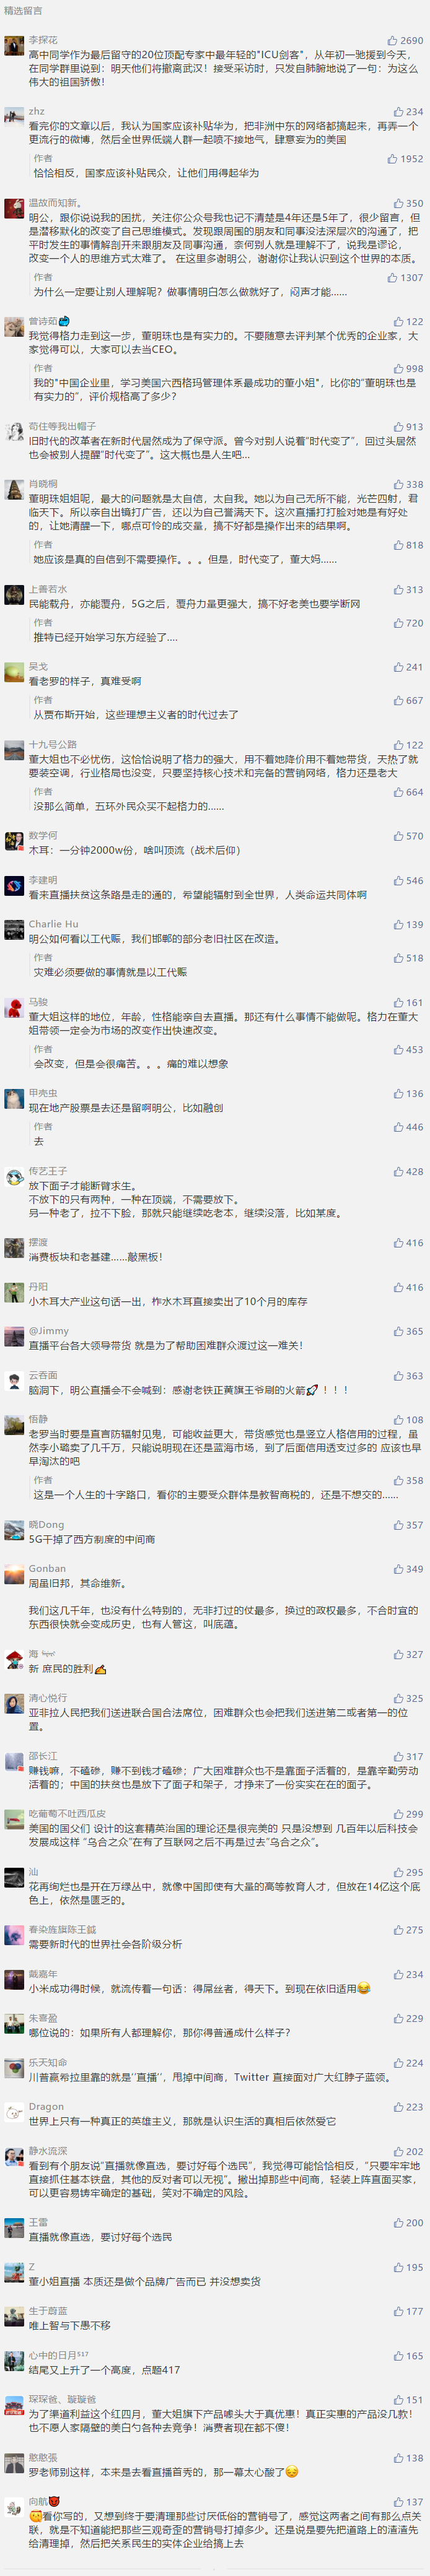 精选留言
李探花
2690
高中同学作为最后留守的20位顶配专家中最年轻的"ICU创客"，从年初一驰援到今天，
在同学群里说到：明天他们将撤离武汉！接受采访时，只发自肺腑地说了一句：为这么
伟大的祖国骄傲！
zhz
234
看完你的文章以后，我认为国家应该补贴华为，把非洲中东的网络都搞起来，再弄一个
更流行的微博，然后全世界低端人群一起喷不接地气，肆意妄为的美国
作者
1952
恰恰相反，国家应该补贴民众，让他们用得起华为
温故而知新。
350
明公，跟你说说我的困扰，关注你公众号我也记不清楚是4年还是5年了，很少留言，但
是潜移默化的改变了自己思维模式。发现跟周围的朋友和同事没法深层次的沟通了，把
平时发生的事情解剖开来跟朋友及同事沟通，奈何别人就是理解不了，说我是谬论，
改变一个人的思维方式太难了。 在这里多谢明公，谢谢你让我认识到这个世界的本质。
作者
1307
为什么一定要让别人理解呢？做事情明白怎么做就好了，闷声才能......
曾诗茹
122
我觉得格力走到这一步，董明珠也是有实力的。不要随意去评判某个优秀的企业家，大
家觉得可以，大家可以去当CEO。
作者
998
我的"中国企业里，学习美国六西格玛管理体系最成功的董小姐"，比你的"董明珠也是
有实力的"，评价规格高了多少？
苟住等我出帽子
913
旧时代的改革者在新时代居然成为了保守派。曾今对别人说着"时代变了"，回过头居然
也会被别人提醒"时代变了"。这大概也是人生吧...
肖晓桐
338
董明珠姐姐呢，最大的问题就是太自信，太自我。她以为自己无所不能，光芒四射，君
临天下。所以亲自出镜打广告，还以为自己誉满天下。这次直播打打脸对她是有好处
的，让她清醒一下，哪点可怜的成交量，搞不好都是操作出来的结果啊。
作者
818
她应该是真的自信到不需要操作。。。但是，时代变了，董大妈......
上善若水
313
民能载舟，亦能覆舟，5G之后，覆舟力量更强大，搞不好老美也要学断网
作者
720
推特已经开始学习东方经验了....
吴戈
241
看老罗的样子，真难受啊
作者
667
从贾布斯开始，这些理想主义者的时代过去了
十九号公路
122
董大姐也不必忧伤，这恰恰说明了格力的强大，用不着她降价用不着她带货，天热了就
要装空调，行业格局也没变，只要坚持核心技术和完备的营销网络，格力还是老大
作者
664
没那么简单，五环外民众买不起格力的......
数学何
570
木耳：一分钟2000w份，啥叫顶流（战术后仰）
李建明
546
看来直播扶贫这条路是走的通的，希望能辐射到全世界，人类命运共同体啊
Charlie Hu
139
明公如何看以工代赈，我们邯郸的部分老旧社区在改造。
作者
518
灾难必须要做的事情就是以工代赈
马骏
161
董大姐这样的地位，年龄，性格能亲自去直播。那还有什么事情不能做呢。格力在董大
姐带领一定会为市场的改变作出快速改变。
作者
453
会改变，但是会很痛苦。。。痛的难以想象
甲壳虫
136
现在地产股票是去还是留啊明公，比如融创
作者
446
去
传艺王子
428
放下面子才能断臂求生。
不放下的只有两种，一种在顶端，不需要放下。
另一种老了，拉不下脸，那就只能继续吃老本，继续没落，比如某度。
摆渡
416
消费板块和老基建......敲黑板！
丹阳
416
小木耳大产业这句话一出，柞水木耳直接卖出了10个月的库存
@Jimmy
365
直播平台各大领导带货 就是为了帮助困难群众渡过这一难关！
云吞面
363
脑洞下，明公直播会不会喊到：感谢老铁正黄旗王爷刷的火箭🚀！！！
悟静
108
老罗当时要是直言防辐射见鬼，可能收益更大，带货感觉也是竖立人格信用的过程，虽
然李小璐卖了几千万，只能说明现在还是蓝海市场，到了后面信用透支过多的 应该也早
早淘汰的吧
作者
358
这是一个人生的十字路口，看你的主要受众群体是教智商税的，还是不想交的......
晓Dong
357
5G干掉了西方制度的中间商
Gonban
349
周虽旧邦，其命维新。
我们这几千年，也没有什么特别的，无非打过的仗最多，换过的政权最多，不合时宜的
东西很快就会变成历史，也有人管这，叫底蕴。
海
327
新 庶民的胜利✍
清心悦行
325
亚非拉人民把我们送进联合国合法席位，困难群众也会把我们送进第二或者第一的位
置。
邵长江
317
赚钱嘛，不磕碜，赚不到钱才磕碜；广大困难群众也不是靠面子活着的，是靠辛勤劳动
活着的；中国的扶贫也是放下了面子和架子，才挣来了一份实实在在的面子。
吃葡萄不吐西瓜皮
299
美国的国父们 设计的这套精英治国的理论还是很完美的 只是没想到 几百年以后科技会
发展成这样 "乌合之众"在有了互联网之后不再是过去"乌合之众"。
汕
295
花再绚烂也是开在万绿丛中，就像中国即使有大量的高等教育人才，但放在14亿这个底
色上，依然是匮乏的。
春染旌旗陈王鉞
275
需要新时代的世界社会各阶级分析
戴嘉年
234
小米成功得时候，就流传着一句话：得屌丝者，得天下。到现在依旧适用😂
朱喜盈
229
哪位说的：如果所有人都理解你，那你得普通成什么样子？
乐天知命
224
川普赢希拉里靠的就是''直播''，甩掉中间商，Twitter 直接面对广大红脖子蓝领。
Dragon
223
世界上只有一种真正的英雄主义，那就是认识生活的真相后依然爱它
静水流深
202
看到有个朋友说"直播就像直选，要讨好每个选民"，我觉得可能恰恰相反，"只要牢牢地
直接抓住基本铁盘，其他的反对者可以无视"。撇出掉那些中间商，轻装上阵直面买家，
可以更容易铸牢确定的基础，笑对不确定的风险。
王雷
200
直播就像直选，要讨好每个选民
Z
195
董小姐直播 本质还是做个品牌广告而已 并没想卖货
生于蔚蓝
177
唯上智与下愚不移
心中的日月⁵¹⁷
165
结尾又上升了一个高度，点题417
琛琛爸、璇璇爸
151
为了渠道利益这个红四月，董大姐旗下产品噱头大于真优惠！真正实惠的产品没几款！
也不愿人家隔壁的美白勺各种去竞争！消费者现在都不傻！
憨憨張
138
罗老师别这样，本来是去看直播首秀的，那一幕太心酸了😔
向航👿
137
看你写的，又想到终于要清理那些讨厌低俗的营销号了，感觉这两者之间有那么点关
联，就是不知道能把那些三观奇歪的营销号打掉多少。还是说是要先把道路上的渣渣先
给清理掉，然后把关系民生的实体企业给搞上去